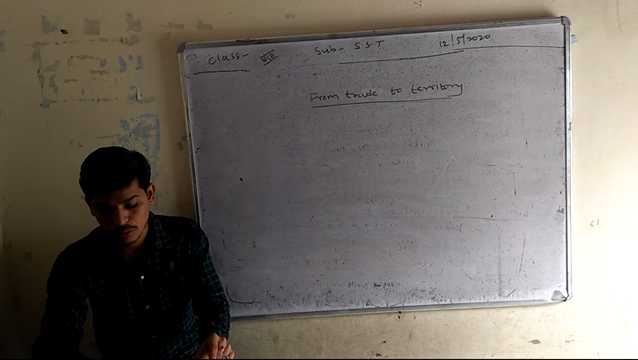 Class- VIII Sub- S.S.T 12/5/2020
From trade to territory